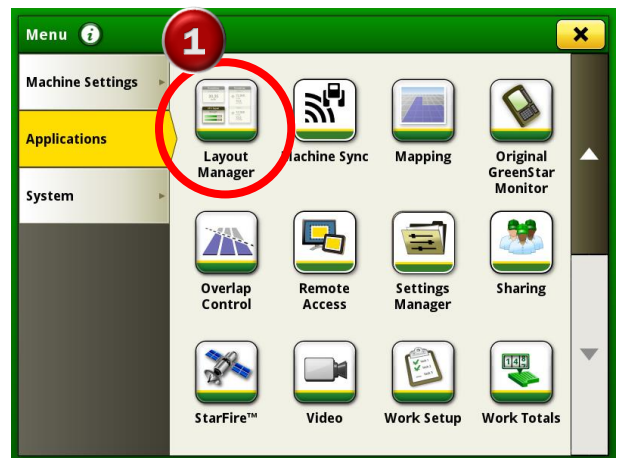 Menu i
1
Machine Settings
Applications
System
Layout
Manager
Machine Sync
Mapping
Original
GreenStar
Monitor
Overlap
Control
Remote
Access
Settings
Manager
Sharing
StarFire™
Video
Work Setup
Work Totals